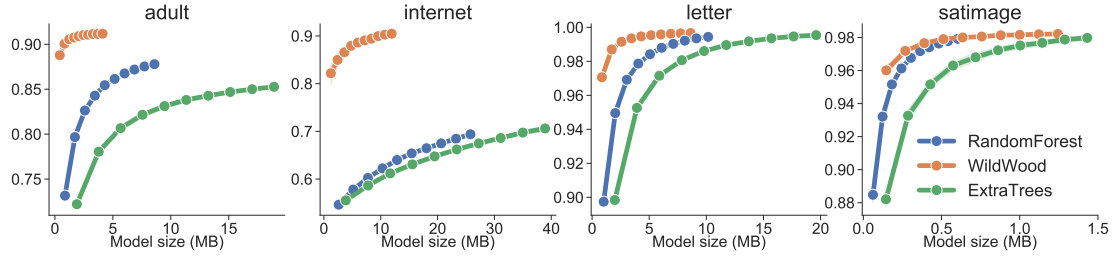 adult
0.90
0.85
0.80
0.75
0 5 10 15
Model size (MB)
internet
0.9
0.8
0.7
0.6
0 10 20 30 40
Model size (MB)
letter
1.00
0.98
0.96
0.94
0.92
0.90
0 5 10 15 20
Model size (MB)
satimage
0.98
0.96
0.94
0.92
0.90
0.88
0.0 0.5 1.0 1.5
Model size (MB)
RandomForest
WildWood
ExtraTrees